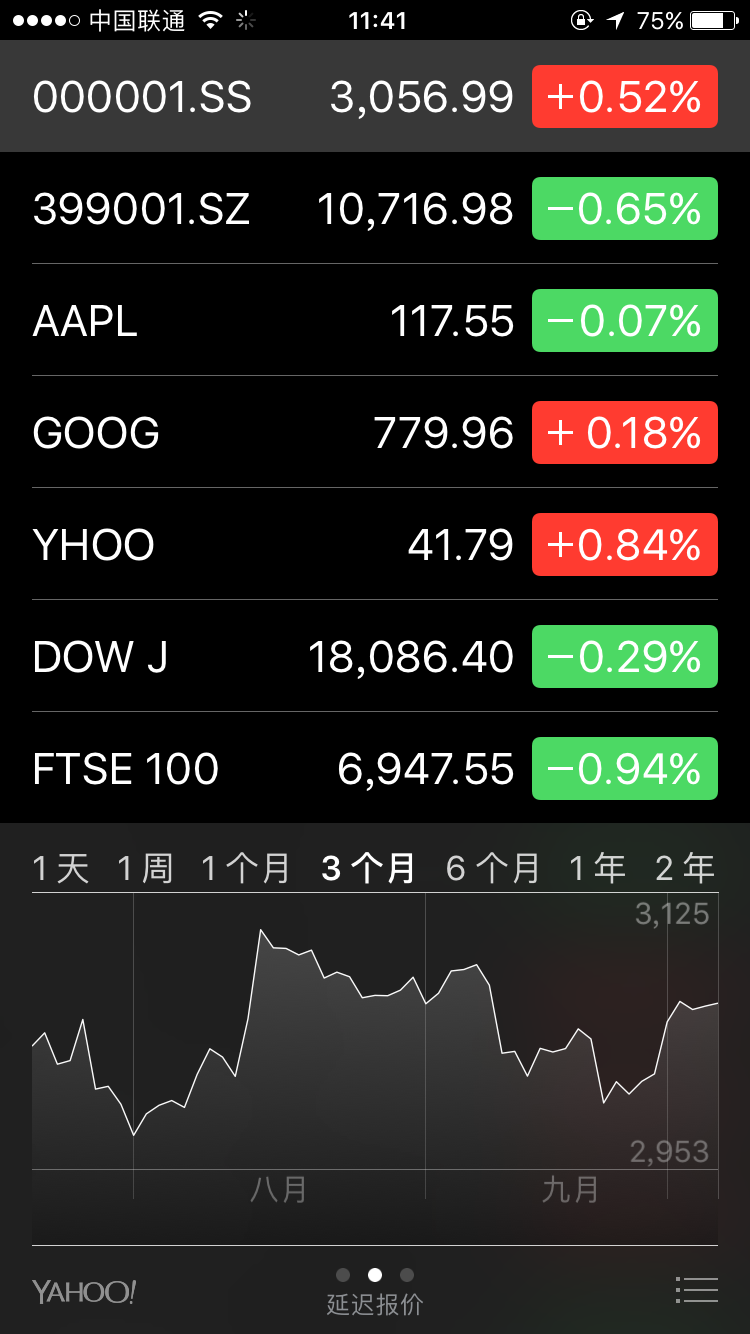 中国联通 11:41 75%
000001.SS 3,056.99 +0.52%
399001.SZ 10,716.98 −0.65%
AAPL 117.55 −0.07%
GOOG 779.96 + 0.18%
YHOO 41.79 +0.84%
DOW J 18,086.40 −0.29%
FTSE 100 6,947.55 −0.94%
1 天 1 周 1 个月 3 个月 6 个月 1 年 2 年
3,125
2,953
八月 九月
YAHOO! 延迟报价